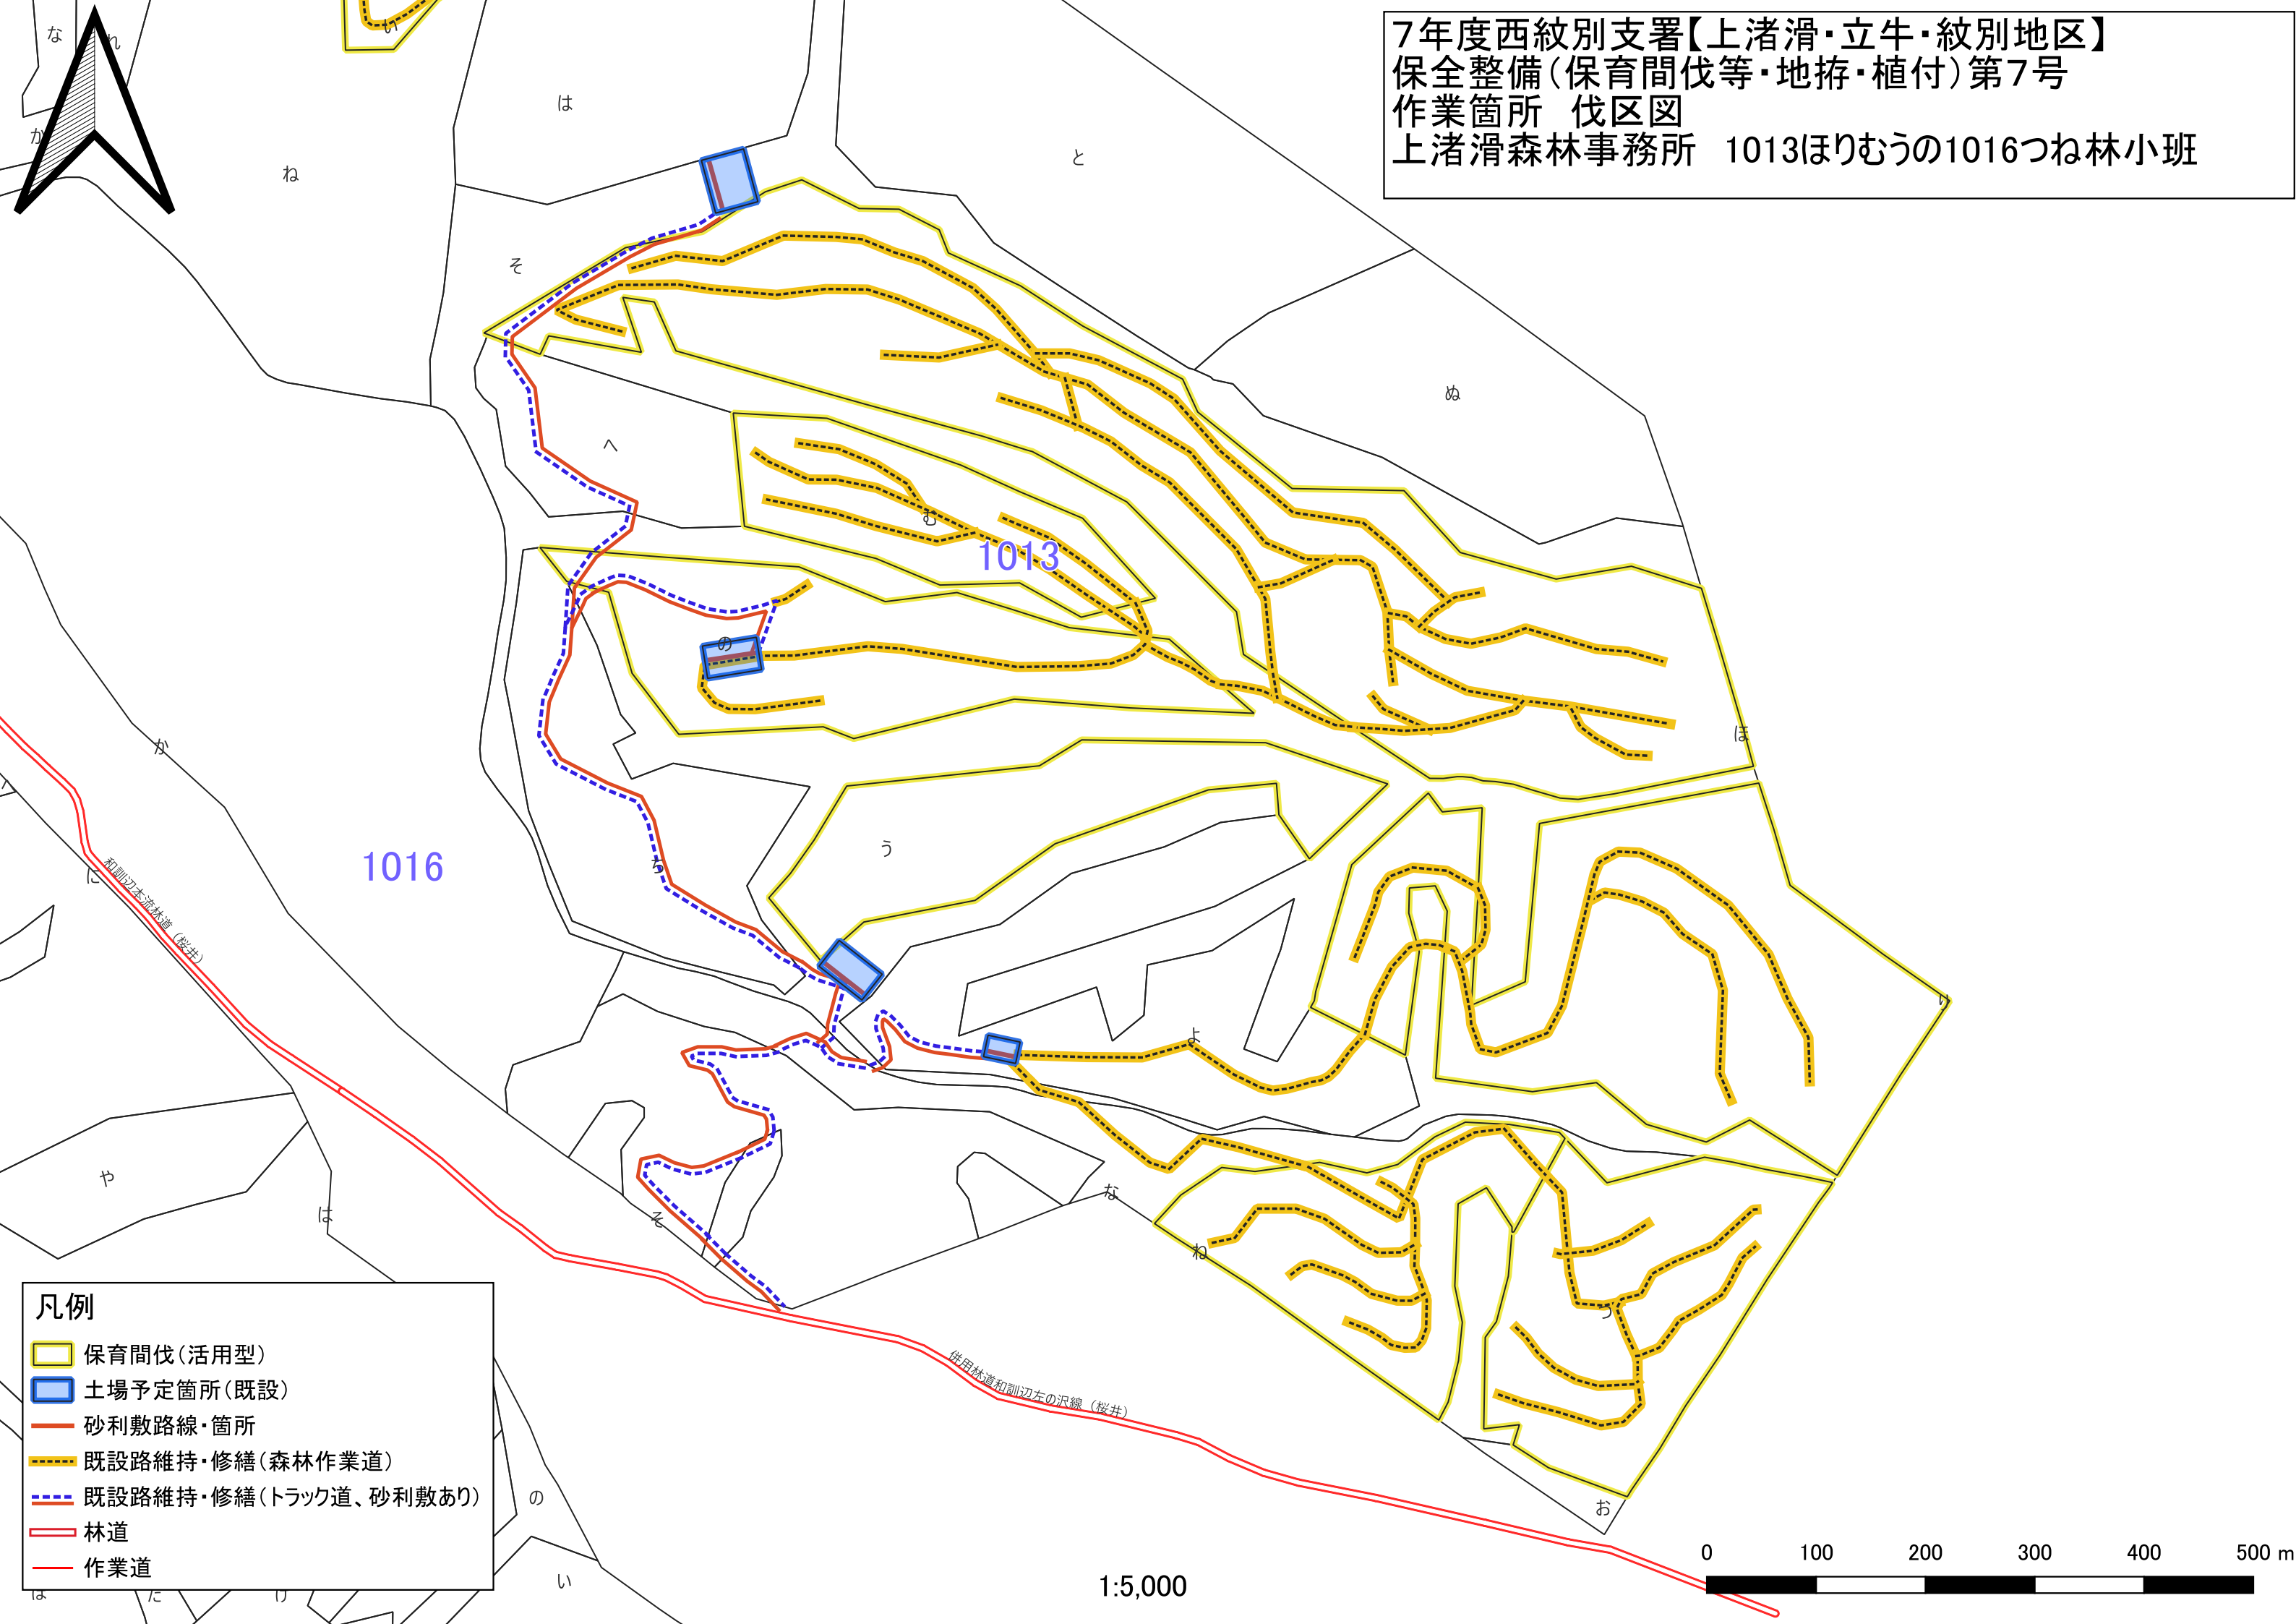 7年度西紋別支署【上渚滑・立牛・紋別地区】
保全整備(保育間伐等・地拵・植付)第7号
作業箇所　伐区図
上渚滑森林事務所　1013ほりむうの1016つね林小班
な
れ
い
は
か
ね
と
そ
ぬ
へ
む
1013
の
ほ
か
う
1016
ち
に
和訓辺本流林道(桜井)
り
よ
や
は
そ
な
ね
つ
併用林道和訓辺左の沢線(桜井)
お
の
い
凡例
保育間伐(活用型)
土場予定箇所(既設)
砂利敷路線・箇所
既設路維持・修繕(森林作業道)
既設路維持・修繕(トラック道、砂利敷あり)
林道
作業道
1:5,000
0 100 200 300 400 500 m